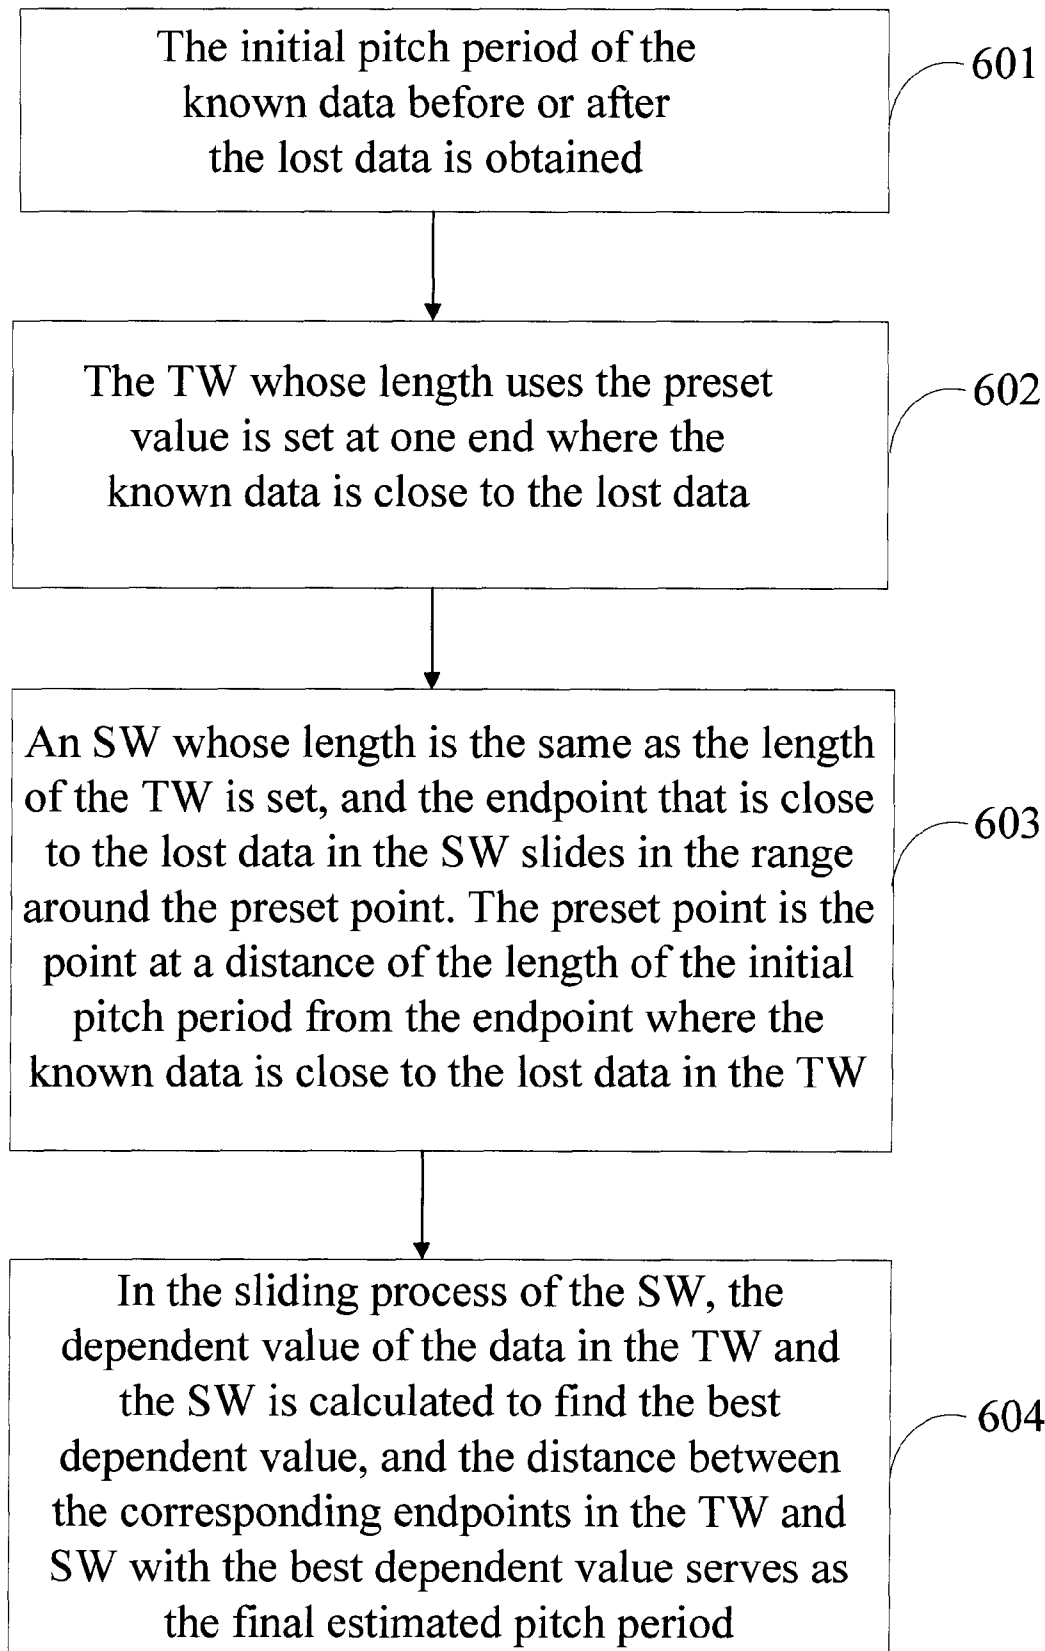 The initial pitch period of the
known data before or after
the lost data is obtained
601
The TW whose length uses the preset
value is set at one end where the
known data is close to the lost data
602
An SW whose length is the same as the length
of the TW is set, and the endpoint that is close
to the lost data in the SW slides in the range
around the preset point. The preset point is the
point at a distance of the length of the initial
pitch period from the endpoint where the
known data is close to the lost data in the TW
603
In the sliding process of the SW, the
dependent value of the data in the TW and
the SW is calculated to find the best
dependent value, and the distance between
the corresponding endpoints in the TW and
SW with the best dependent value serves as
the final estimated pitch period
604